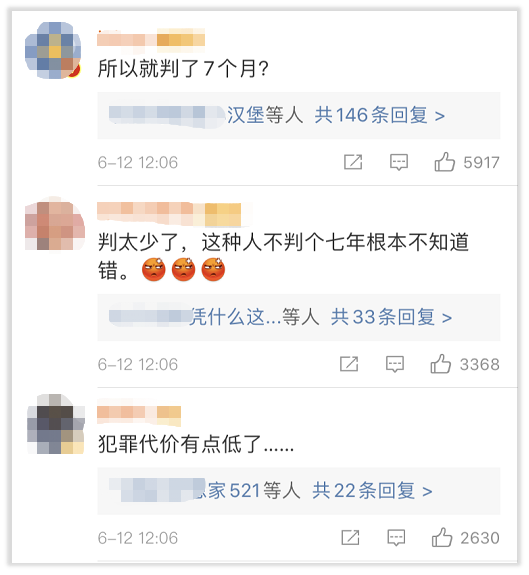 所以就判了7个月?
汉堡等人 共146条回复 >
6-12 12:06 5917
判太少了，这种人不判个七年根本不知道
错。
凭什么这...等人 共33条回复 >
6-12 12:06 3368
犯罪代价有点低了......
家521等人 共22条回复 >
6-12 12:06 2630